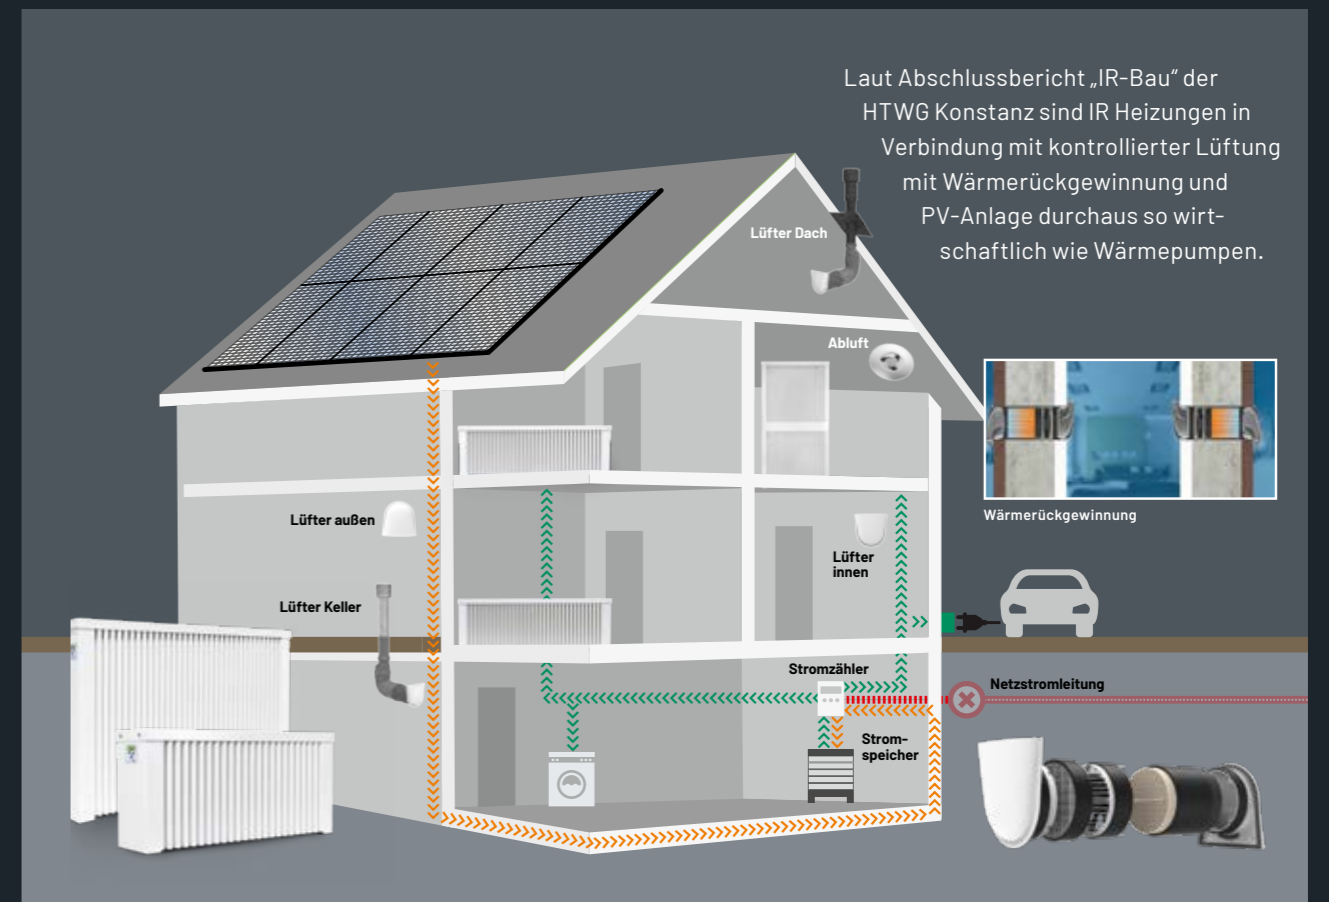 Laut Abschlussbericht „IR-Bau“ der
HTWG Konstanz sind IR Heizungen in
Verbindung mit kontrollierter Lüftung
mit Wärmerückgewinnung und
PV-Anlage durchaus so wirt-
schaftlich wie Wärmepumpen.
Lüfter Dach
Abluft
Wärmerückgewinnung
Lüfter außen
Lüfter
innen
Lüfter Keller
Stromzähler
Netzstromleitung
Strom-
speicher